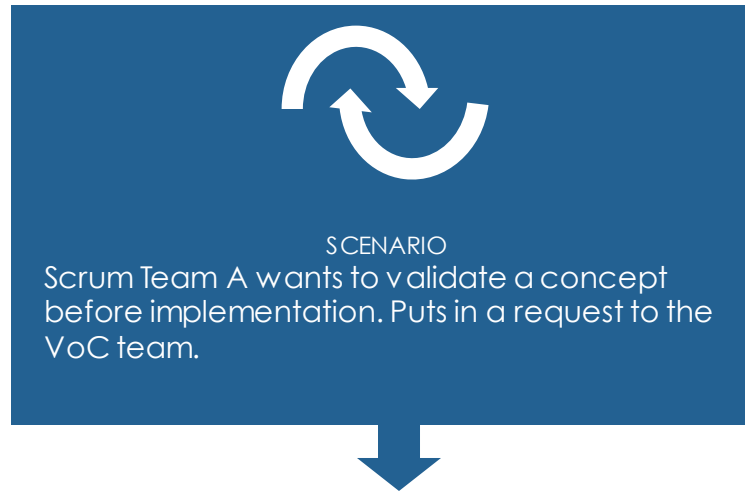 SCENARIO
Scrum Team A wants to validate a concept
before implementation. Puts in a request to the
VoC team.